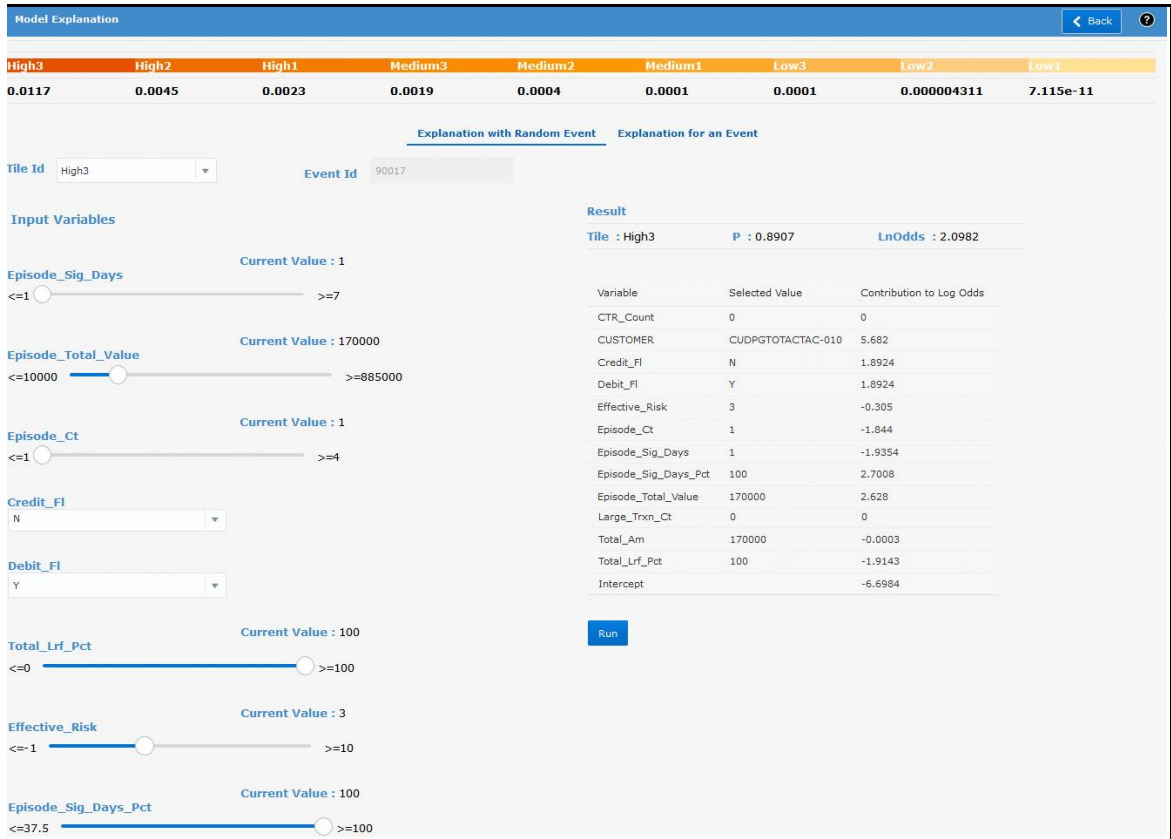 Model Explanation
Back
?
High3 High2 High1 Medium3 Medium2 Medium1 Low3 Low2 Low1
0.0117 0.0045 0.0023 0.0019 0.0004 0.0001 0.0001 0.000004311 7.115e-11
Explanation with Random Event Explanation for an Event
Tile Id High3 Event Id 90017
Input Variables
Current Value : 1
Episode_Sig_Days
<=1 >=7
Current Value : 170000
Episode_Total_Value
<=10000 >=885000
Current Value : 1
Episode_Ct
<=1 >=4
Credit_Fl
N
Debit_Fl
Y
Current Value : 100
Total_Lrf_Pct
<=0 >=100
Current Value : 3
Effective_Risk
<=-1 >=10
Current Value : 100
Episode_Sig_Days_Pct
<=37.5 >=100
Result
Tile : High3 P : 0.8907 LnOdds : 2.0982
Variable Selected Value Contribution to Log Odds
CTR_Count 0 0
CUSTOMER CUDPGTOTACTAC-010 5.682
Credit_Fl N 1.8924
Debit_Fl Y 1.8924
Effective_Risk 3 -0.305
Episode_Ct 1 -1.844
Episode_Sig_Days 1 -1.9354
Episode_Sig_Days_Pct 100 2.7008
Episode_Total_Value 170000 2.628
Large_Trxn_Ct 0 0
Total_Am 170000 -0.0003
Total_Lrf_Pct 100 -1.9143
Intercept -6.6984
Run